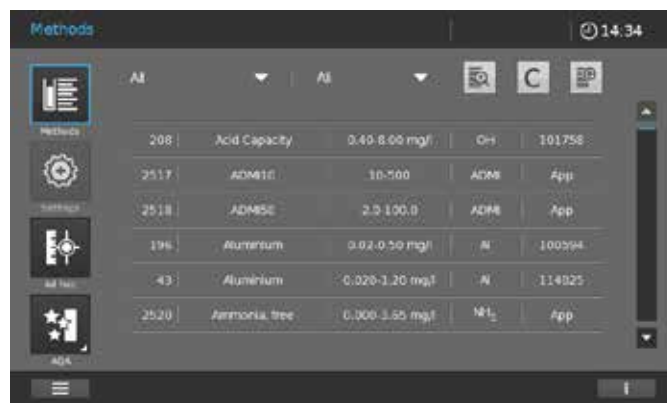 Methods 14:34
All All C
Methods
208 Acid Capacity 0.40-8.00 mg/l OH 101758
Settings
2517 ADMI10 10-500 ADMI App
2518 ADMI50 2.0-100.0 ADMI App
196 Aluminium 0.02-0.50 mg/l Al 100594
Ad hoc
43 Aluminium 0.020-1.20 mg/l Al 114825
2520 Ammonia, free 0.000-3.65 mg/l App
AQA
i